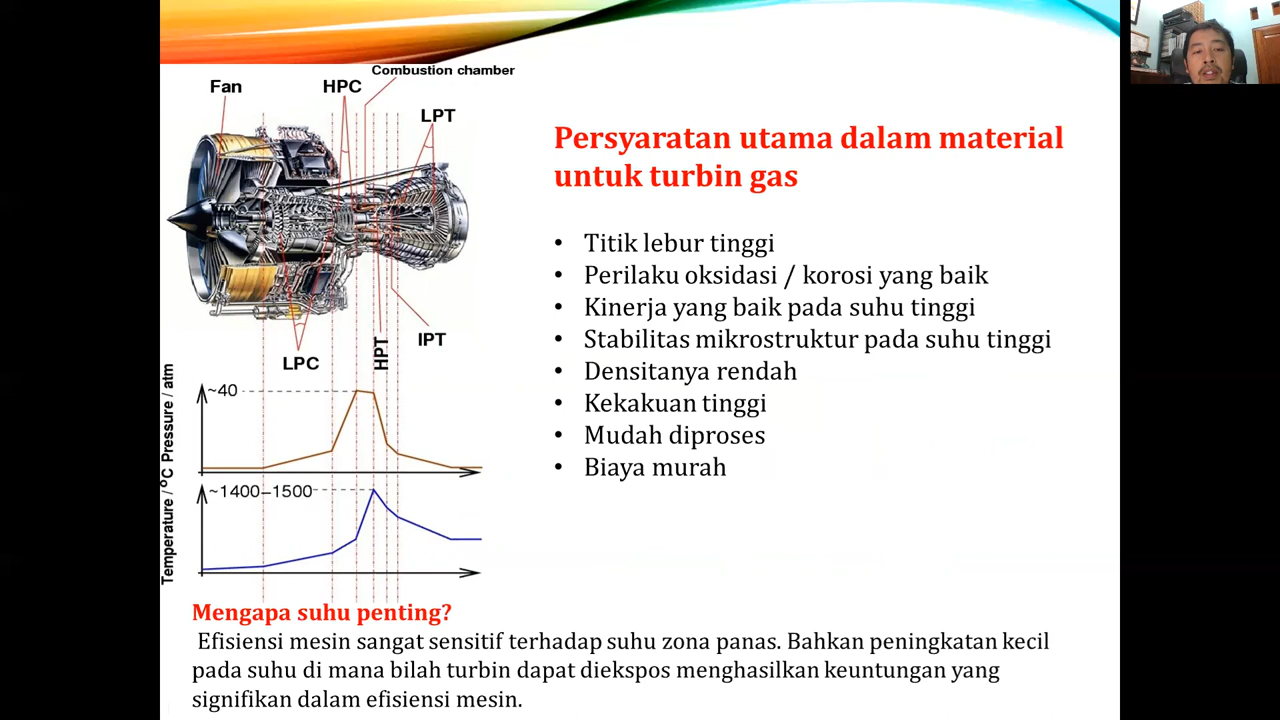 Combustion chamber
Fan
HPC
LPT
LPC
HPT
IPT
Temperature / °C Pressure / atm
~40
~1400–1500
Persyaratan utama dalam material
untuk turbin gas
• Titik lebur tinggi
• Perilaku oksidasi / korosi yang baik
• Kinerja yang baik pada suhu tinggi
• Stabilitas mikrostruktur pada suhu tinggi
• Densitanya rendah
• Kekakuan tinggi
• Mudah diproses
• Biaya murah
Mengapa suhu penting?
Efisiensi mesin sangat sensitif terhadap suhu zona panas. Bahkan peningkatan kecil
pada suhu di mana bilah turbin dapat diekspos menghasilkan keuntungan yang
signifikan dalam efisiensi mesin.